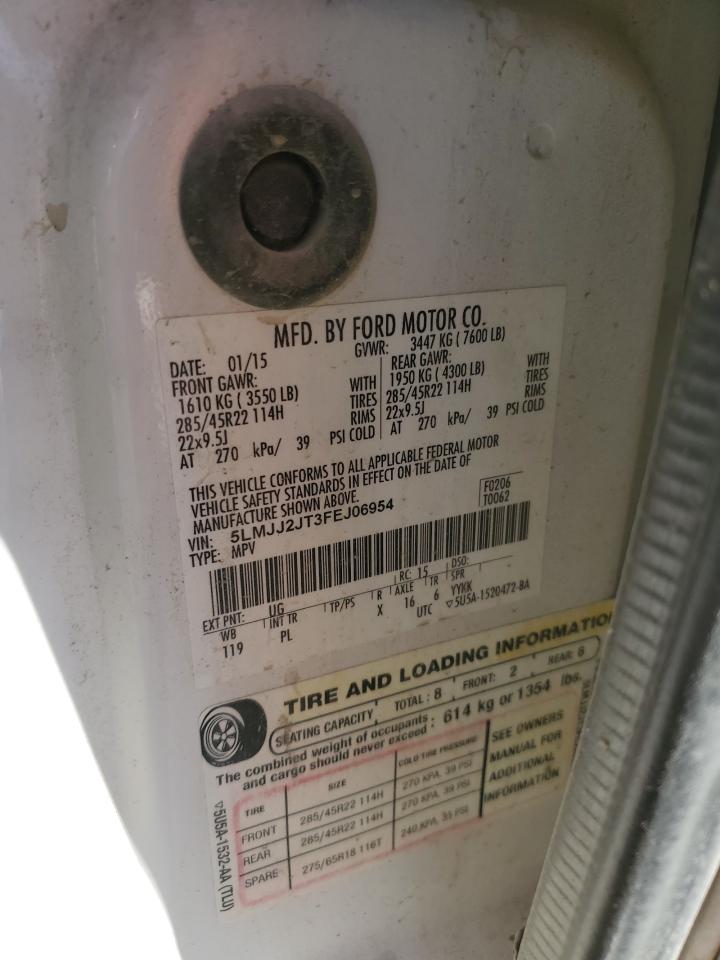 MFD. BY FORD MOTOR CO.
DATE: 01/15 GVWR: 3447 KG ( 7600 LB)
FRONT GAWR: WITH
1610 KG ( 3550 LB) TIRES
285/45R22 114H RIMS
22x9.5J
AT 270 kPa/ 39 PSI COLD
REAR GAWR: WITH
1950 KG ( 4300 LB) TIRES
285/45R22 114H RIMS
22x9.5J
AT 270 kPa/ 39 PSI COLD
THIS VEHICLE CONFORMS TO ALL APPLICABLE FEDERAL MOTOR
VEHICLE SAFETY STANDARDS IN EFFECT ON THE DATE OF
MANUFACTURE SHOWN ABOVE.
F0206
T0062
VIN: 5LMJJ2JT3FEJ06954
TYPE: MPV
EXT PNT: UG RC: 15 DSO:
WB INT TR TP/PS R AXLE TR SPR
119 PL X 16 6 YYKK
UTC ▽5U5A-1520472-BA
TIRE AND LOADING INFORMATION
SEATING CAPACITY TOTAL: 8 FRONT: 2 REAR: 6
The combined weight of occupants
and cargo should never exceed: 614 kg or 1354 lbs.
TIRE SIZE COLD TIRE PRESSURE
FRONT 285/45R22 114H 270 KPA, 39 PSI
REAR 285/45R22 114H 270 KPA, 39 PSI
SPARE 275/65R18 116T 240 KPA, 35 PSI
SEE OWNERS
MANUAL FOR
ADDITIONAL
INFORMATION
▽5U5A-1532-AA (TLU)